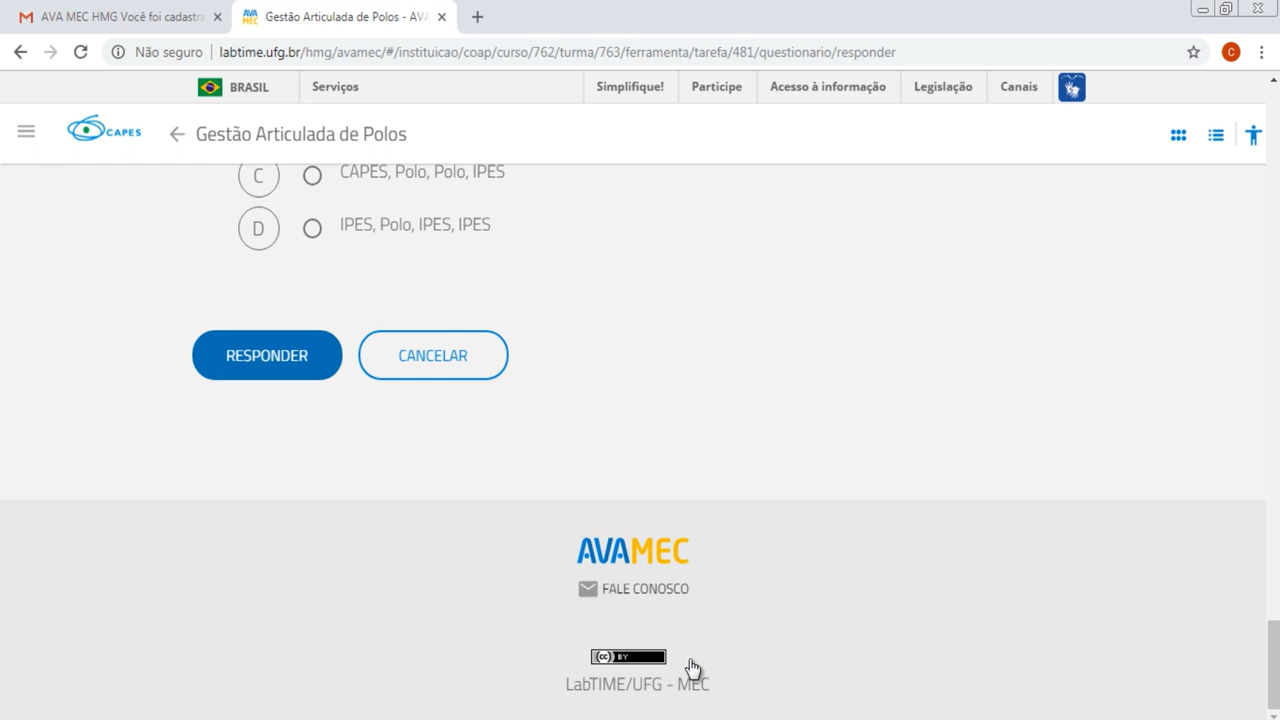 AVA MEC HMG Você foi cadastra
Gestão Articulada de Polos - AVA
Não seguro
labtime.ufg.br/hmg/avamec/#/instituicao/coap/curso/762/turma/763/ferramenta/tarefa/481/questionario/responder
C
BRASIL
Serviços
Simplifique!
Participe
Acesso à informação
Legislação
Canais
CAPES
Gestão Articulada de Polos
C
CAPES, Polo, Polo, IPES
D
IPES, Polo, IPES, IPES
RESPONDER
CANCELAR
AVAMEC
FALE CONOSCO
cc BY
LabTIME/UFG - MEC